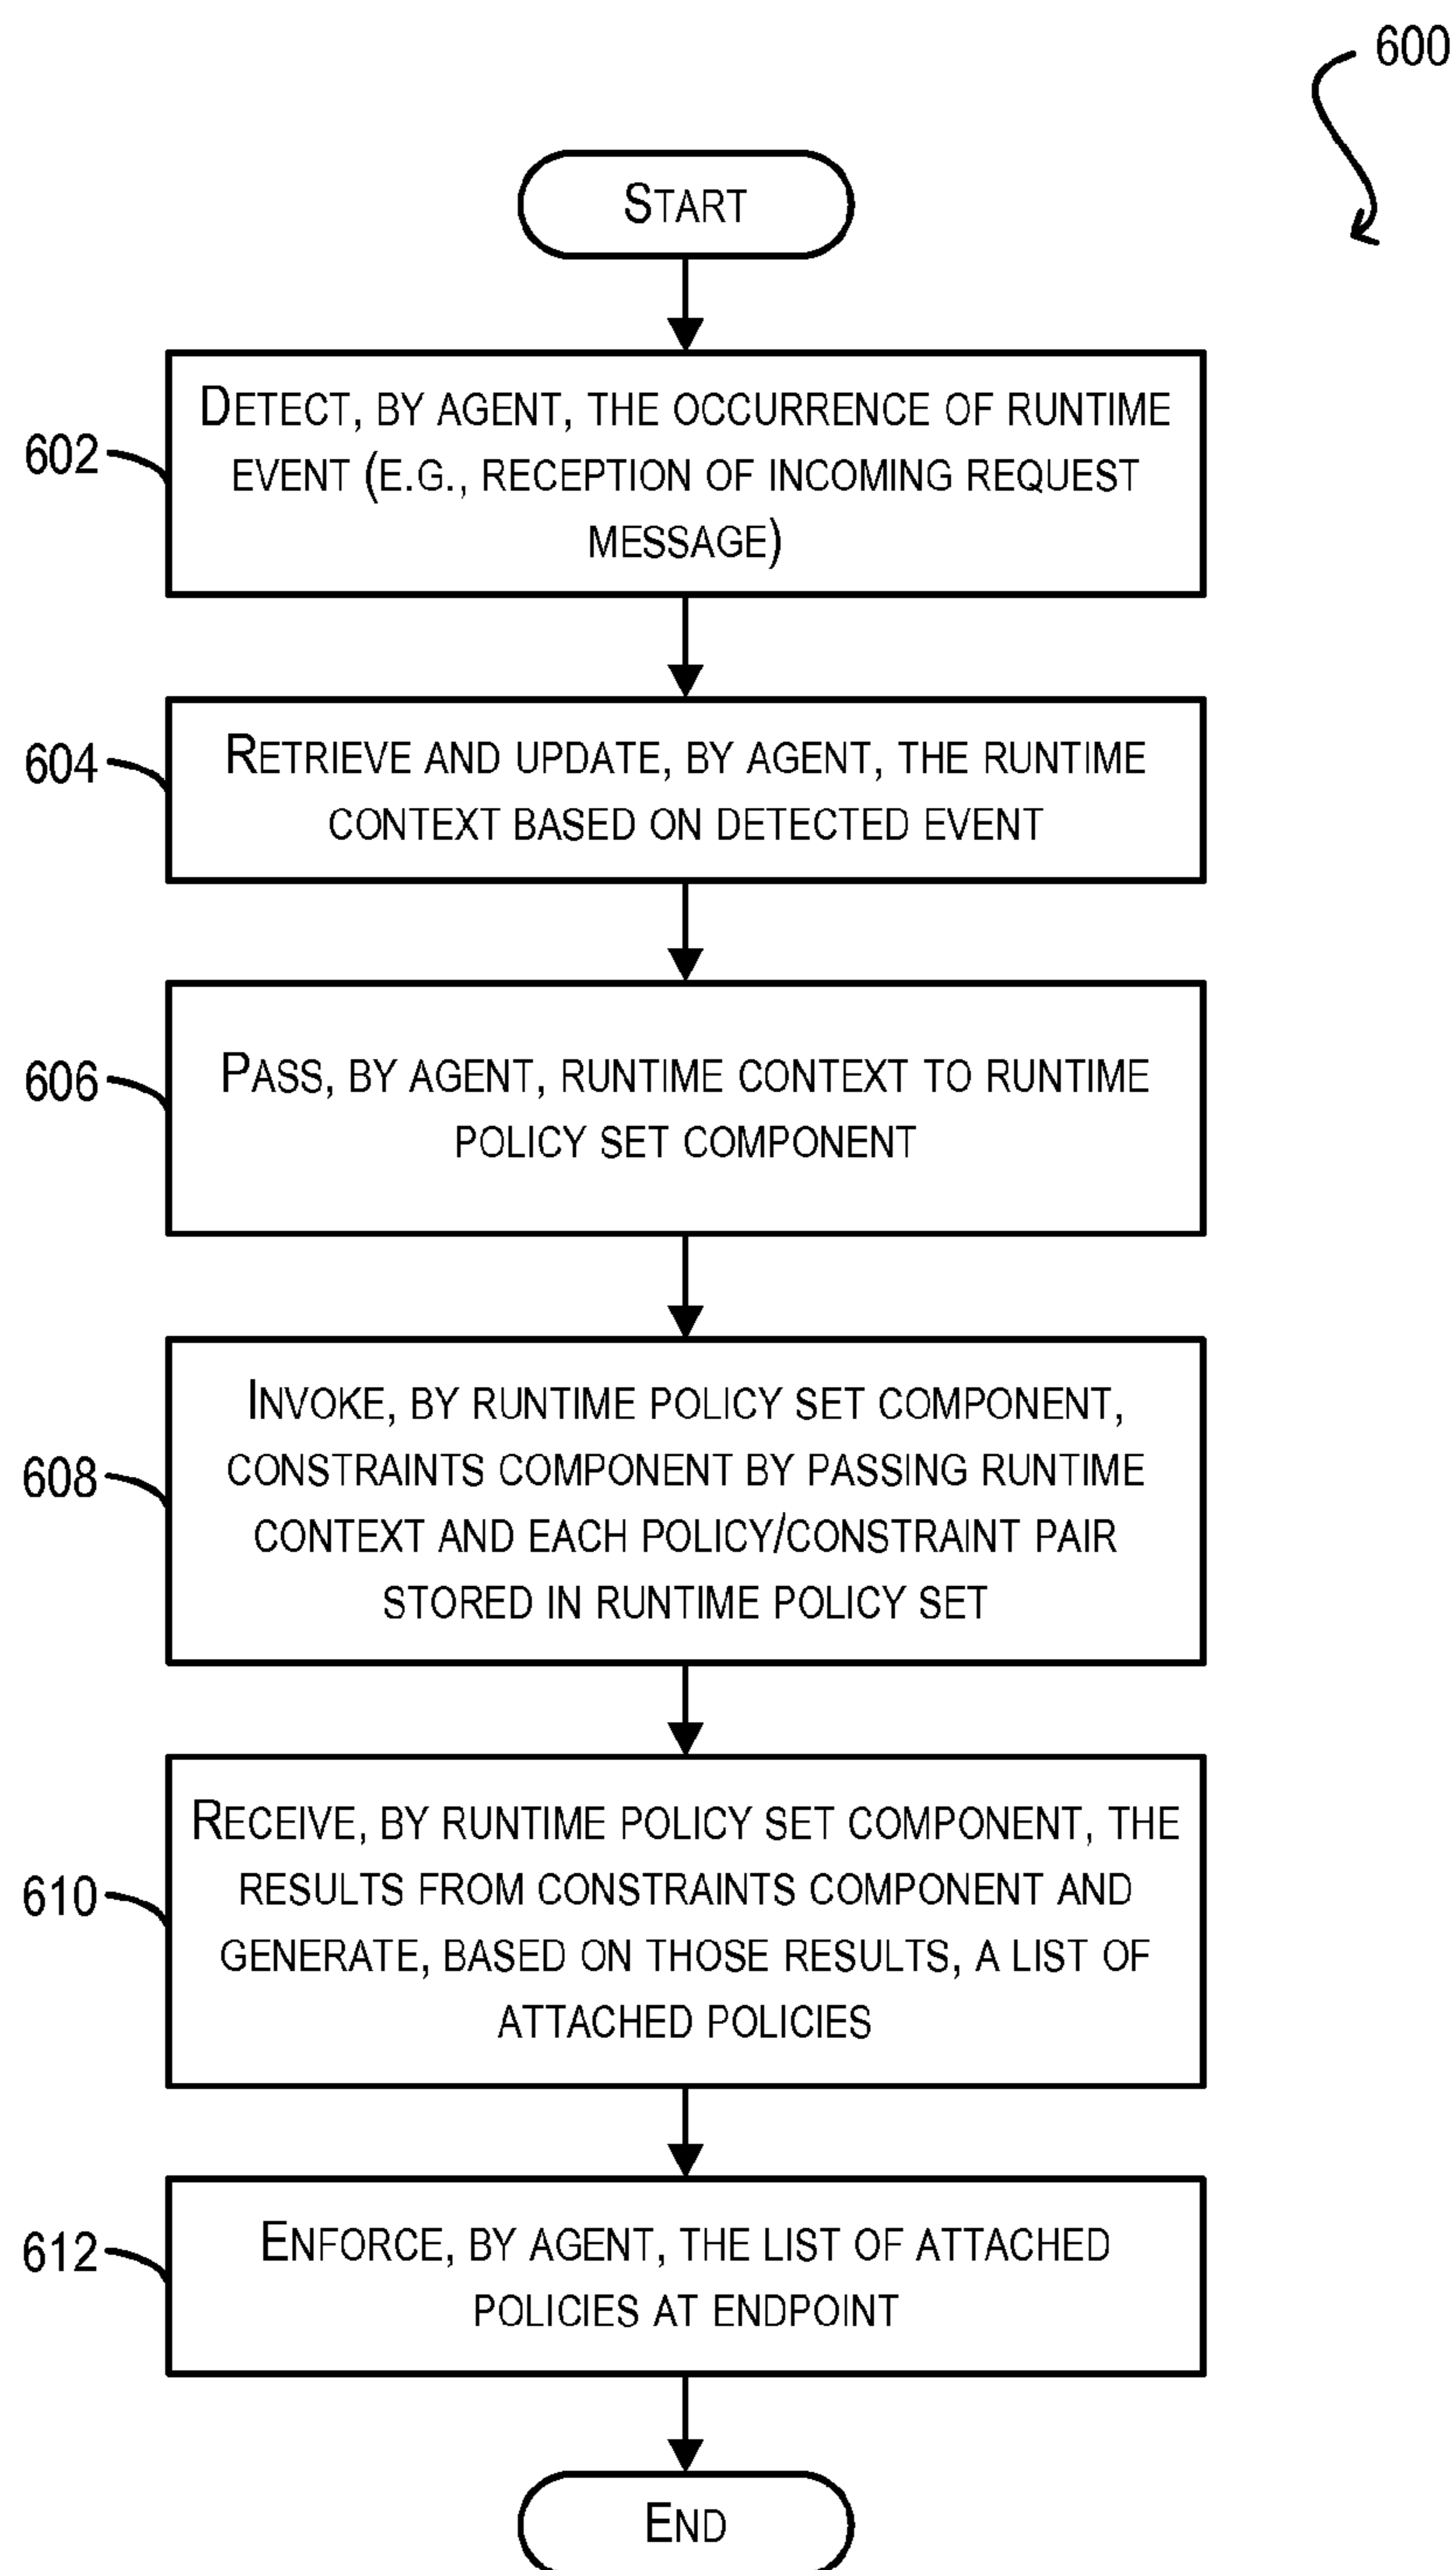 600
START
602
DETECT, BY AGENT, THE OCCURRENCE OF RUNTIME
EVENT (E.G., RECEPTION OF INCOMING REQUEST
MESSAGE)
604
RETRIEVE AND UPDATE, BY AGENT, THE RUNTIME
CONTEXT BASED ON DETECTED EVENT
606
PASS, BY AGENT, RUNTIME CONTEXT TO RUNTIME
POLICY SET COMPONENT
608
INVOKE, BY RUNTIME POLICY SET COMPONENT,
CONSTRAINTS COMPONENT BY PASSING RUNTIME
CONTEXT AND EACH POLICY/CONSTRAINT PAIR
STORED IN RUNTIME POLICY SET
610
RECEIVE, BY RUNTIME POLICY SET COMPONENT, THE
RESULTS FROM CONSTRAINTS COMPONENT AND
GENERATE, BASED ON THOSE RESULTS, A LIST OF
ATTACHED POLICIES
612
ENFORCE, BY AGENT, THE LIST OF ATTACHED
POLICIES AT ENDPOINT
END